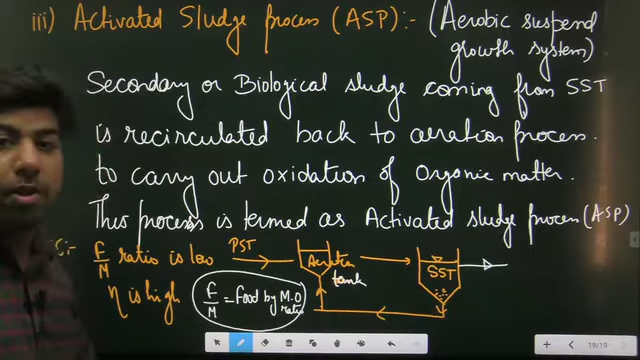 iii) Activated Sludge process (ASP):- (Aerobic suspend
growth system)
Secondary or Biological sludge coming from SST
is recirculated back to aeration process.
to carry out oxidation of Organic matter.
This process is termed as Activated sludge process (ASP)
:- F/M ratio is low
η is high
PST
Aeration
tank
SST
F/M = Food by M.O
ratio
19/19